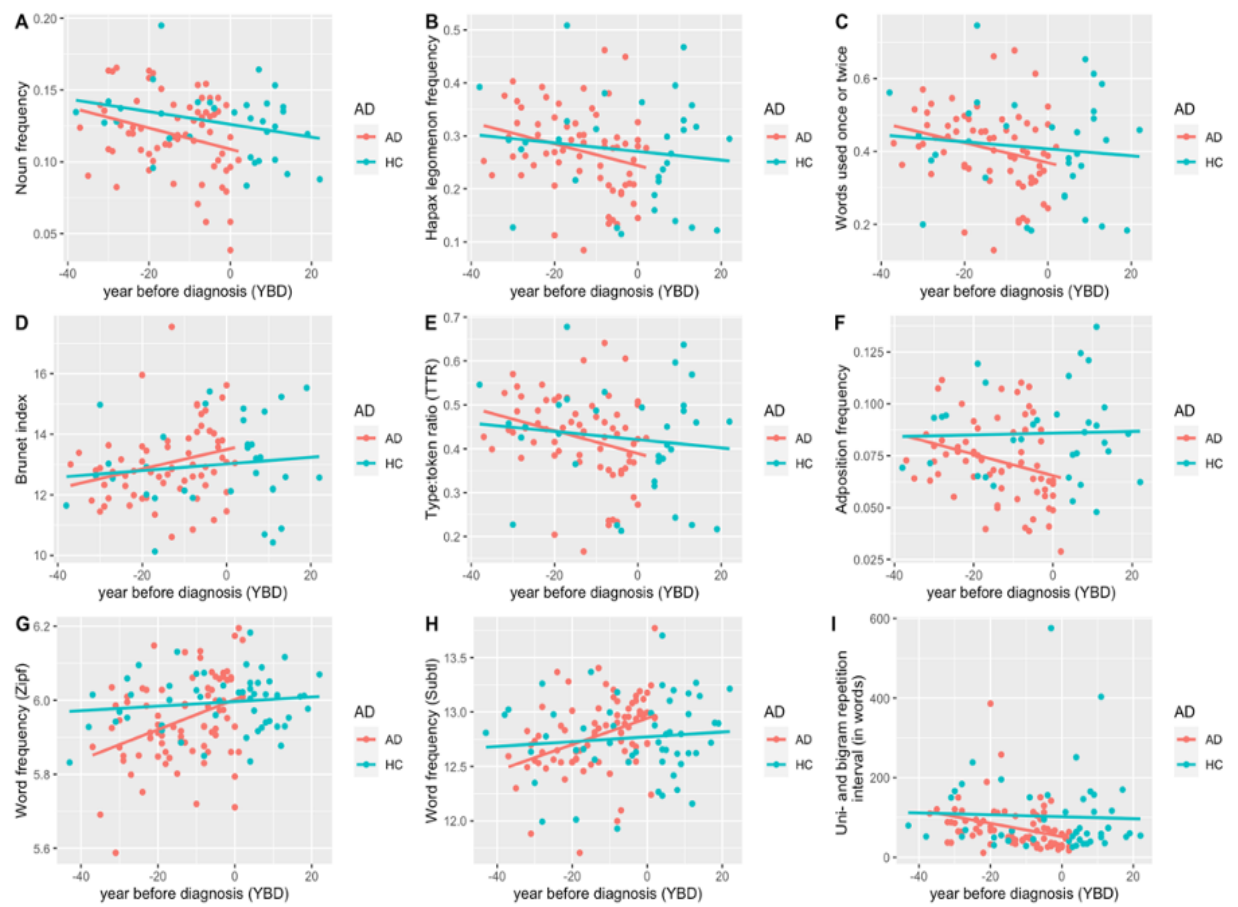 A
0.20
0.15
0.10
0.05
Noun frequency
-40 -20 0 20
year before diagnosis (YBD)
AD
AD
HC
B
0.5
0.4
0.3
0.2
0.1
Hapax legomenon frequency
-40 -20 0 20
year before diagnosis (YBD)
AD
AD
HC
C
0.6
0.4
0.2
Words used once or twice
-40 -20 0 20
year before diagnosis (YBD)
AD
AD
HC
D
16
14
12
10
Brunet index
-40 -20 0 20
year before diagnosis (YBD)
AD
AD
HC
E
0.7
0.6
0.5
0.4
0.3
0.2
Type:token ratio (TTR)
-40 -20 0 20
year before diagnosis (YBD)
AD
AD
HC
F
0.125
0.100
0.075
0.050
0.025
Adposition frequency
-40 -20 0 20
year before diagnosis (YBD)
AD
AD
HC
G
6.2
6.0
5.8
5.6
Word frequency (Zipf)
-40 -20 0 20
year before diagnosis (YBD)
AD
AD
HC
H
13.5
13.0
12.5
12.0
Word frequency (Subtl)
-40 -20 0 20
year before diagnosis (YBD)
AD
AD
HC
I
600
400
200
0
Uni- and bigram repetition
interval (in words)
-40 -20 0 20
year before diagnosis (YBD)
AD
AD
HC